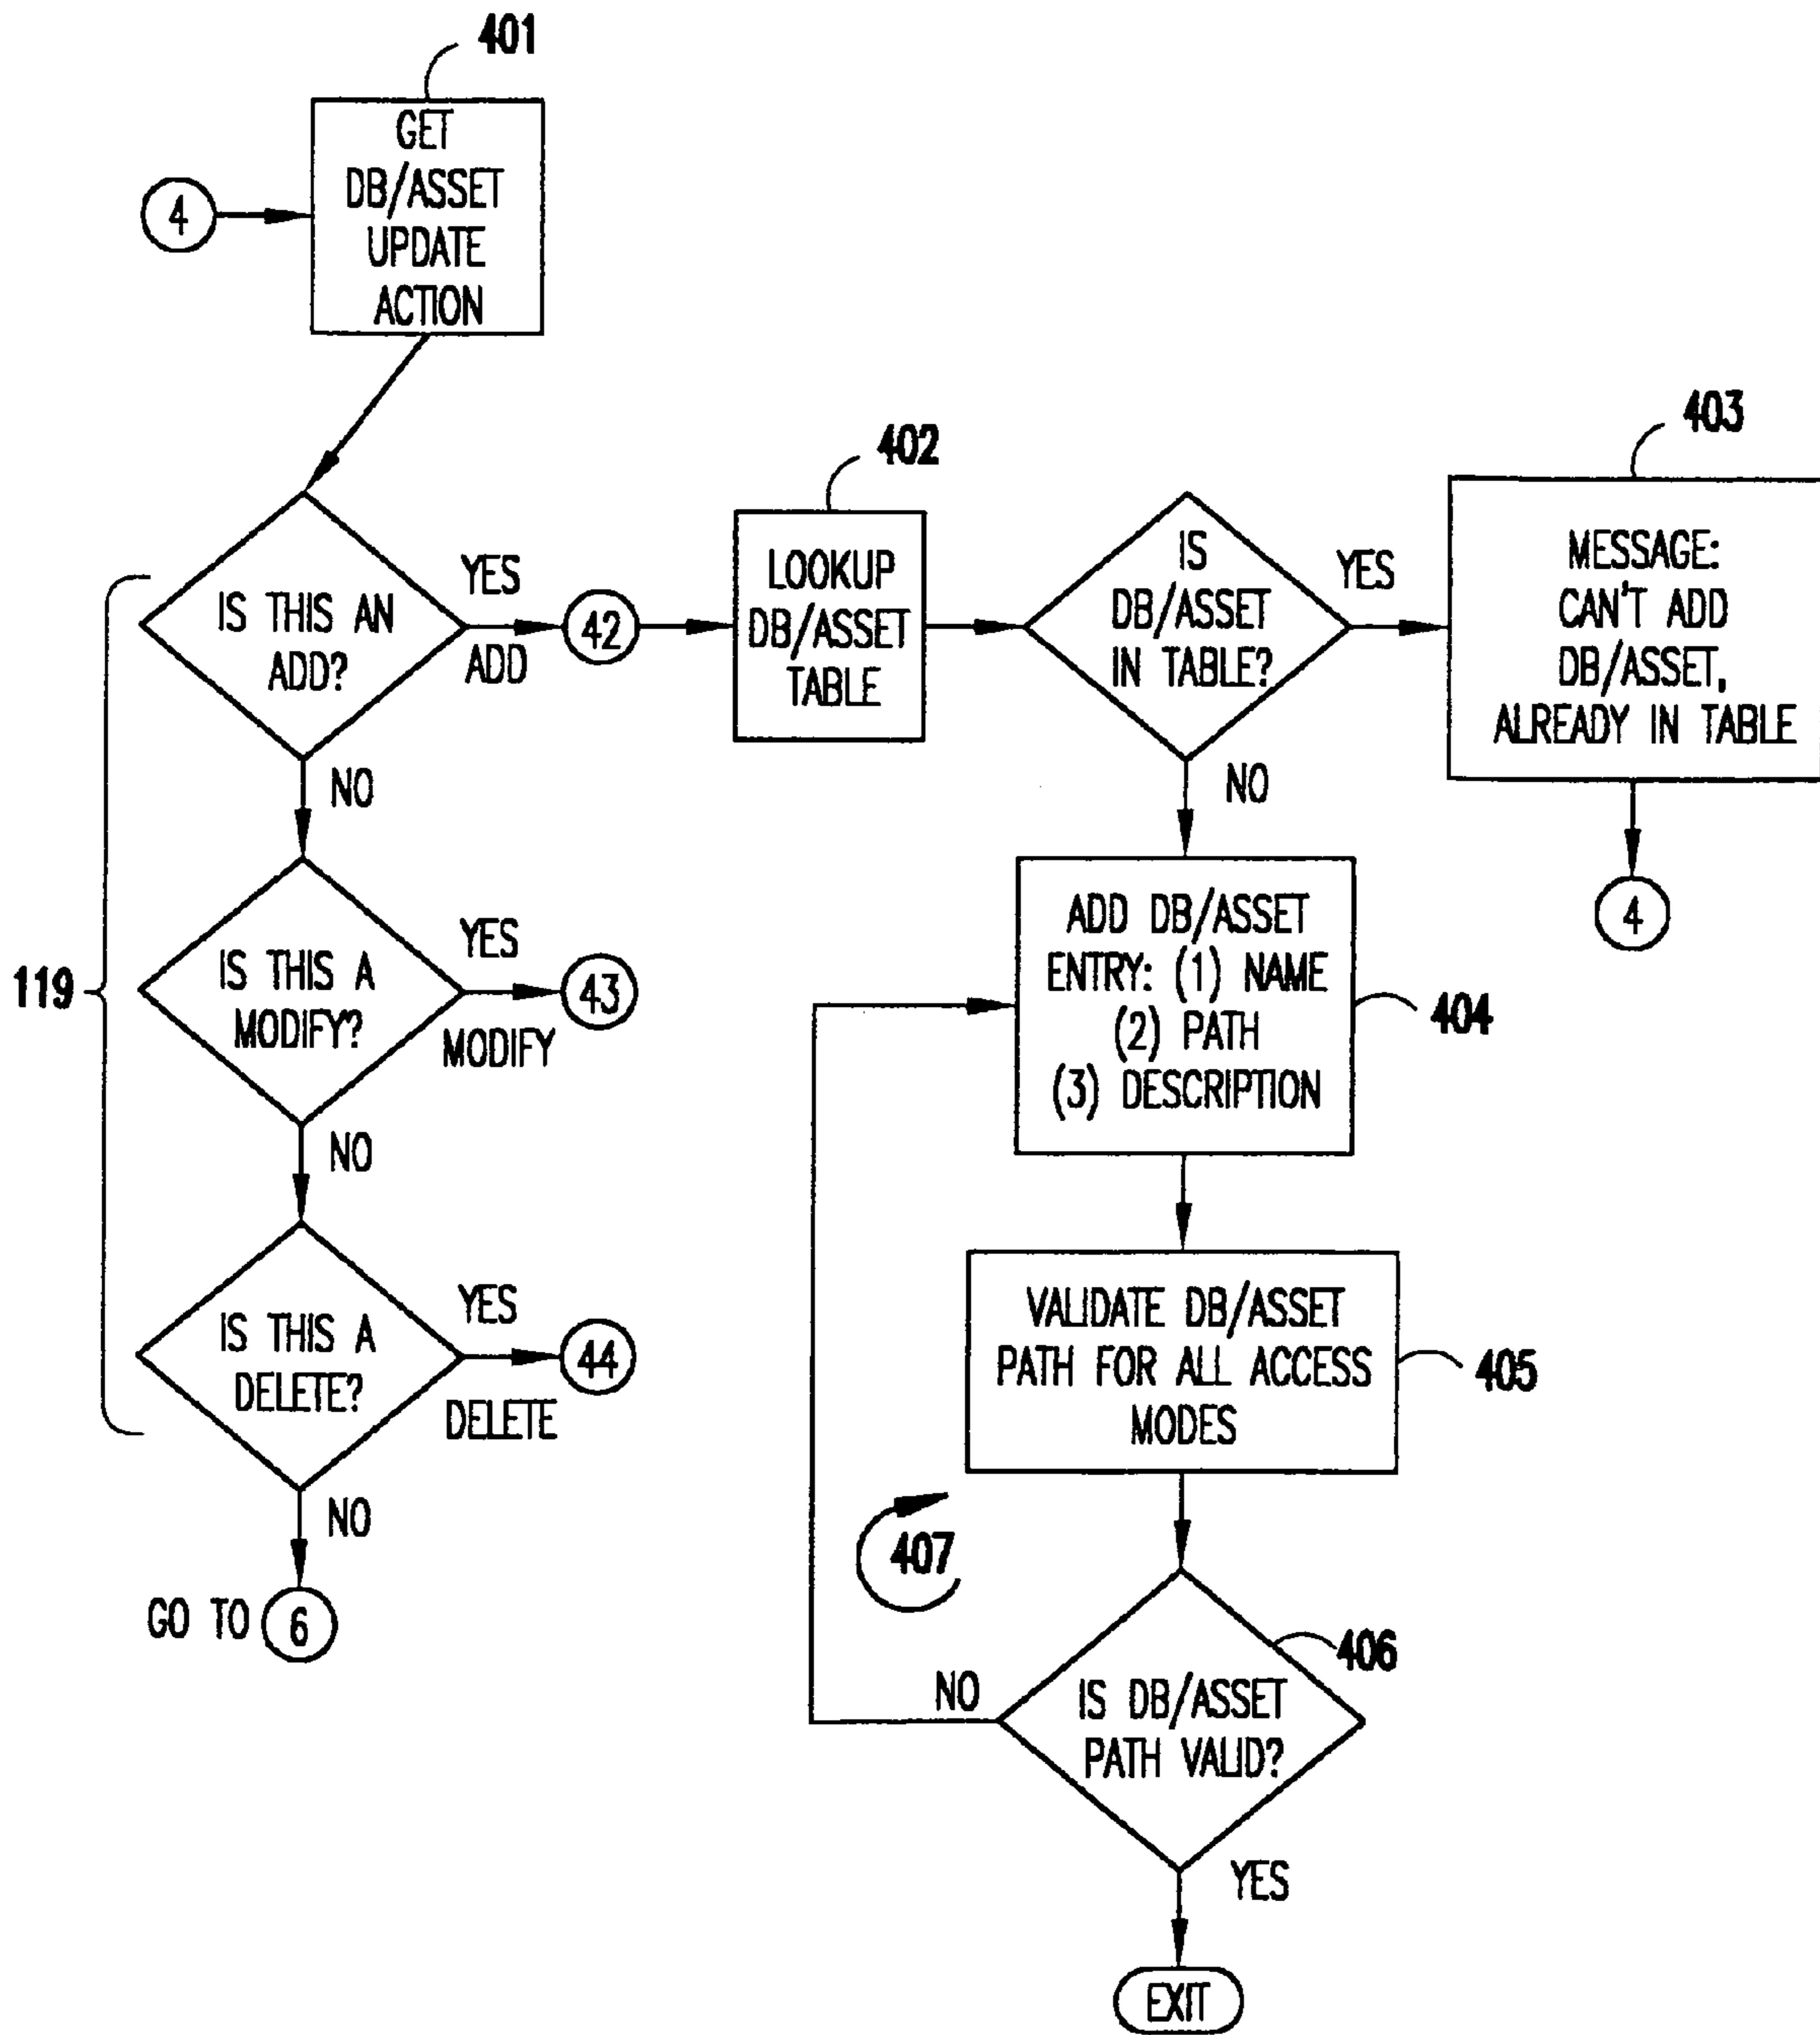 401
GET
DB/ASSET
UPDATE
ACTION
4
402
403
IS THIS AN
ADD?
YES
ADD
42
LOOKUP
DB/ASSET
TABLE
IS
DB/ASSET
IN TABLE?
YES
MESSAGE:
CAN'T ADD
DB/ASSET,
ALREADY IN TABLE
NO
NO
4
119
IS THIS A
MODIFY?
YES
MODIFY
43
ADD DB/ASSET
ENTRY: (1) NAME
(2) PATH
(3) DESCRIPTION
404
NO
IS THIS A
DELETE?
YES
DELETE
44
VALIDATE DB/ASSET
PATH FOR ALL ACCESS
MODES
405
NO
GO TO 6
407
406
NO
IS DB/ASSET
PATH VALID?
YES
EXIT